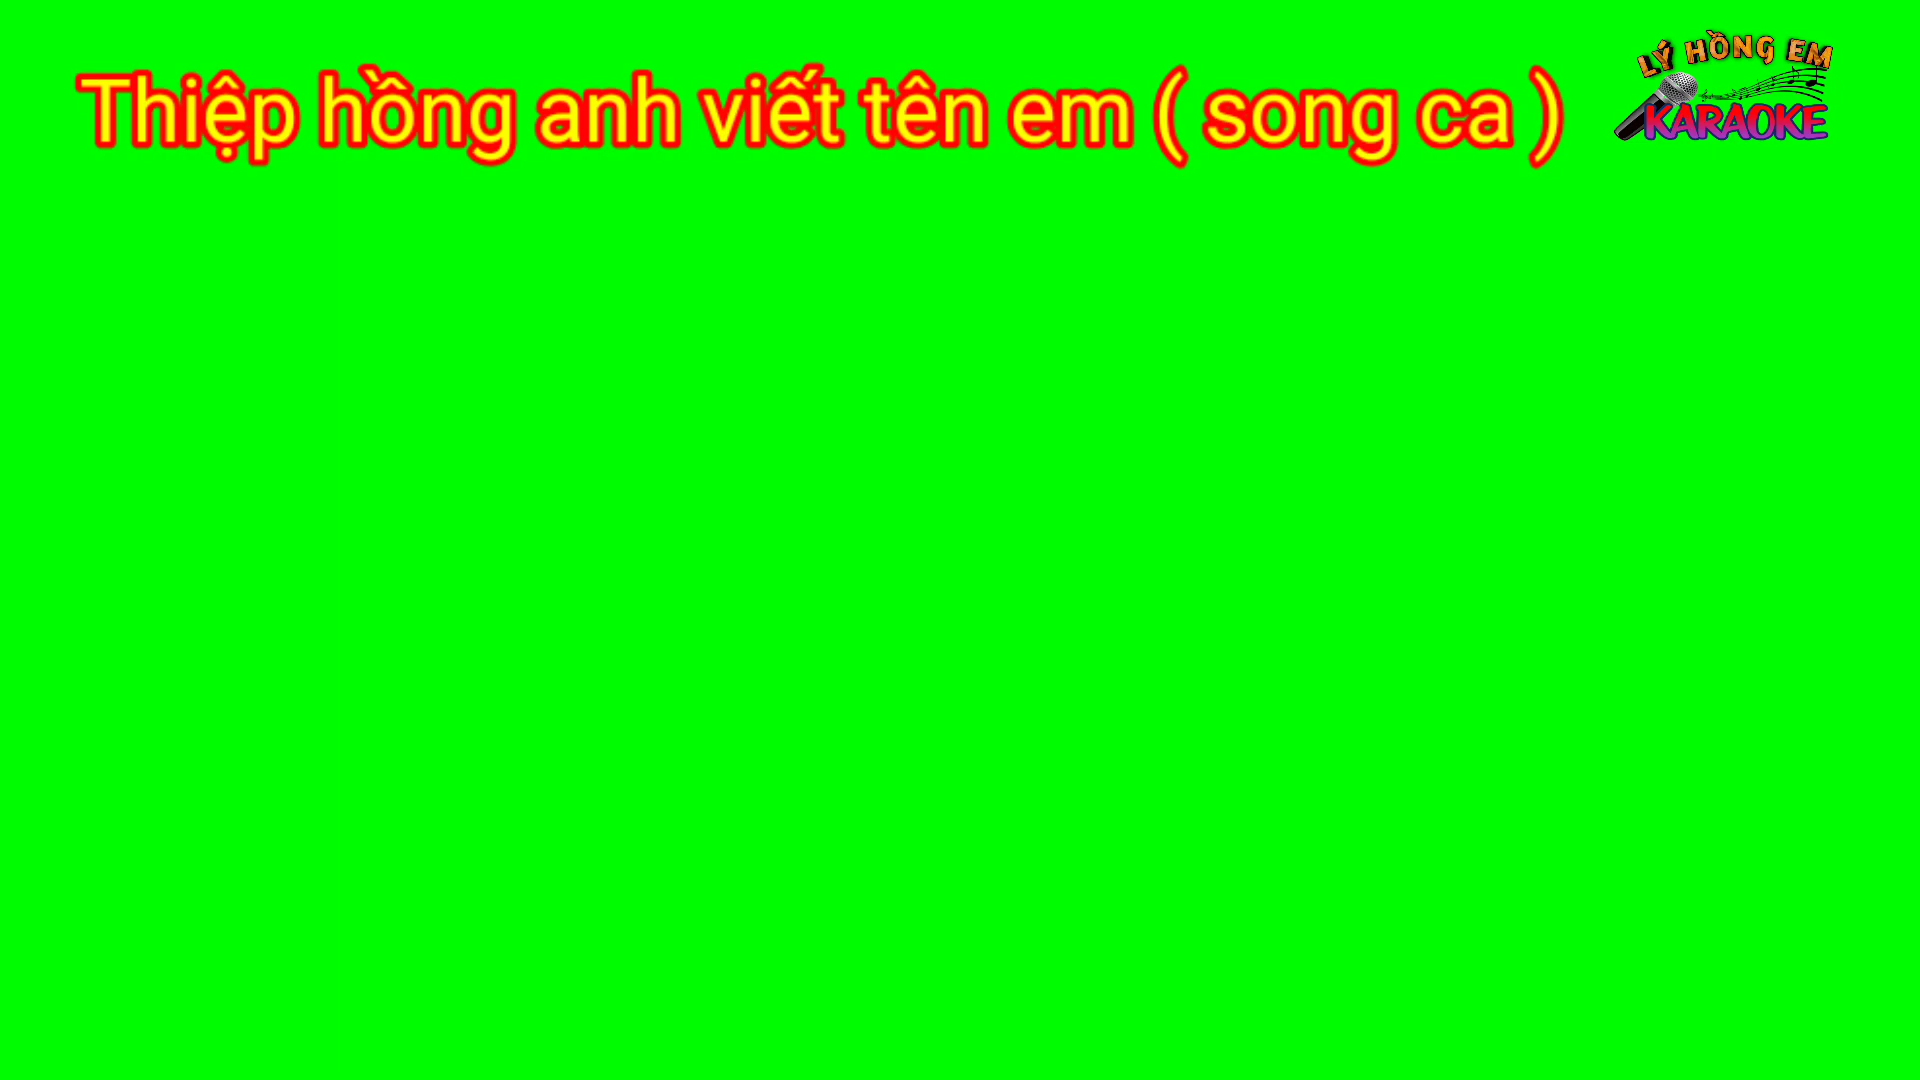 Thiệp hồng anh viết tên em ( song ca )
LÝ HỒNG EM
KARAOKE